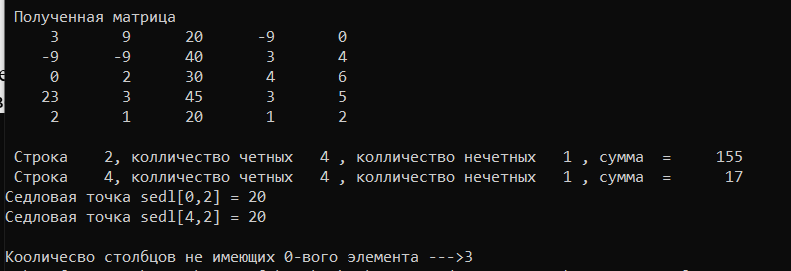 Полученная матрица
3 9 20 -9 0
-9 -9 40 3 4
0 2 30 4 6
23 3 45 3 5
2 1 20 1 2
Строка 2, колличество четных 4 , колличество нечетных 1 , сумма = 155
Строка 4, колличество четных 4 , колличество нечетных 1 , сумма = 17
Седловая точка sedl[0,2] = 20
Седловая точка sedl[4,2] = 20
Кооличесво столбцов не имеющих 0-вого элемента --->3